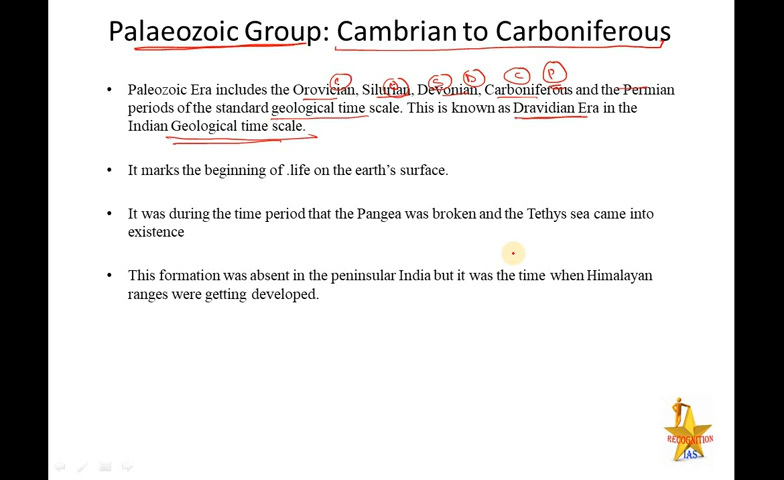 Palaeozoic Group: Cambrian to Carboniferous
C O S D C P
• Paleozoic Era includes the Orovician, Silurian, Devonian, Carboniferous and the Permian
periods of the standard geological time scale. This is known as Dravidian Era in the
Indian Geological time scale.
• It marks the beginning of .life on the earth's surface.
• It was during the time period that the Pangea was broken and the Tethys sea came into
existence
• This formation was absent in the peninsular India but it was the time when Himalayan
ranges were getting developed.
RECOGNITION
IAS